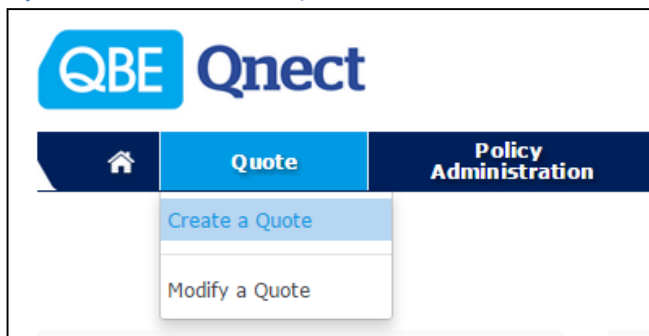 QBE Qnect
Quote
Policy
Administration
Create a Quote
Modify a Quote